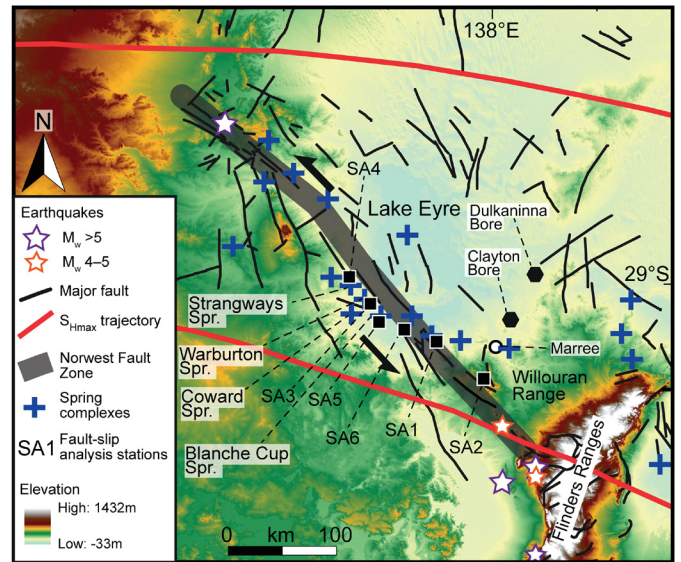 138°E
N
SA4
Lake Eyre
Dulkaninna
Bore
Clayton
Bore
29°S
Earthquakes
Mw >5
Mw 4–5
Major fault
SHmax trajectory
Norwest Fault
Zone
Spring
complexes
SA1 Fault-slip
analysis stations
Elevation
High: 1432m
Low: -33m
Strangways
Spr.
Warburton
Spr.
Coward
Spr.
SA3
SA5
Blanche Cup
Spr.
SA6
SA1
SA2
Marree
Willouran
Range
Flinders Ranges
0 km 100